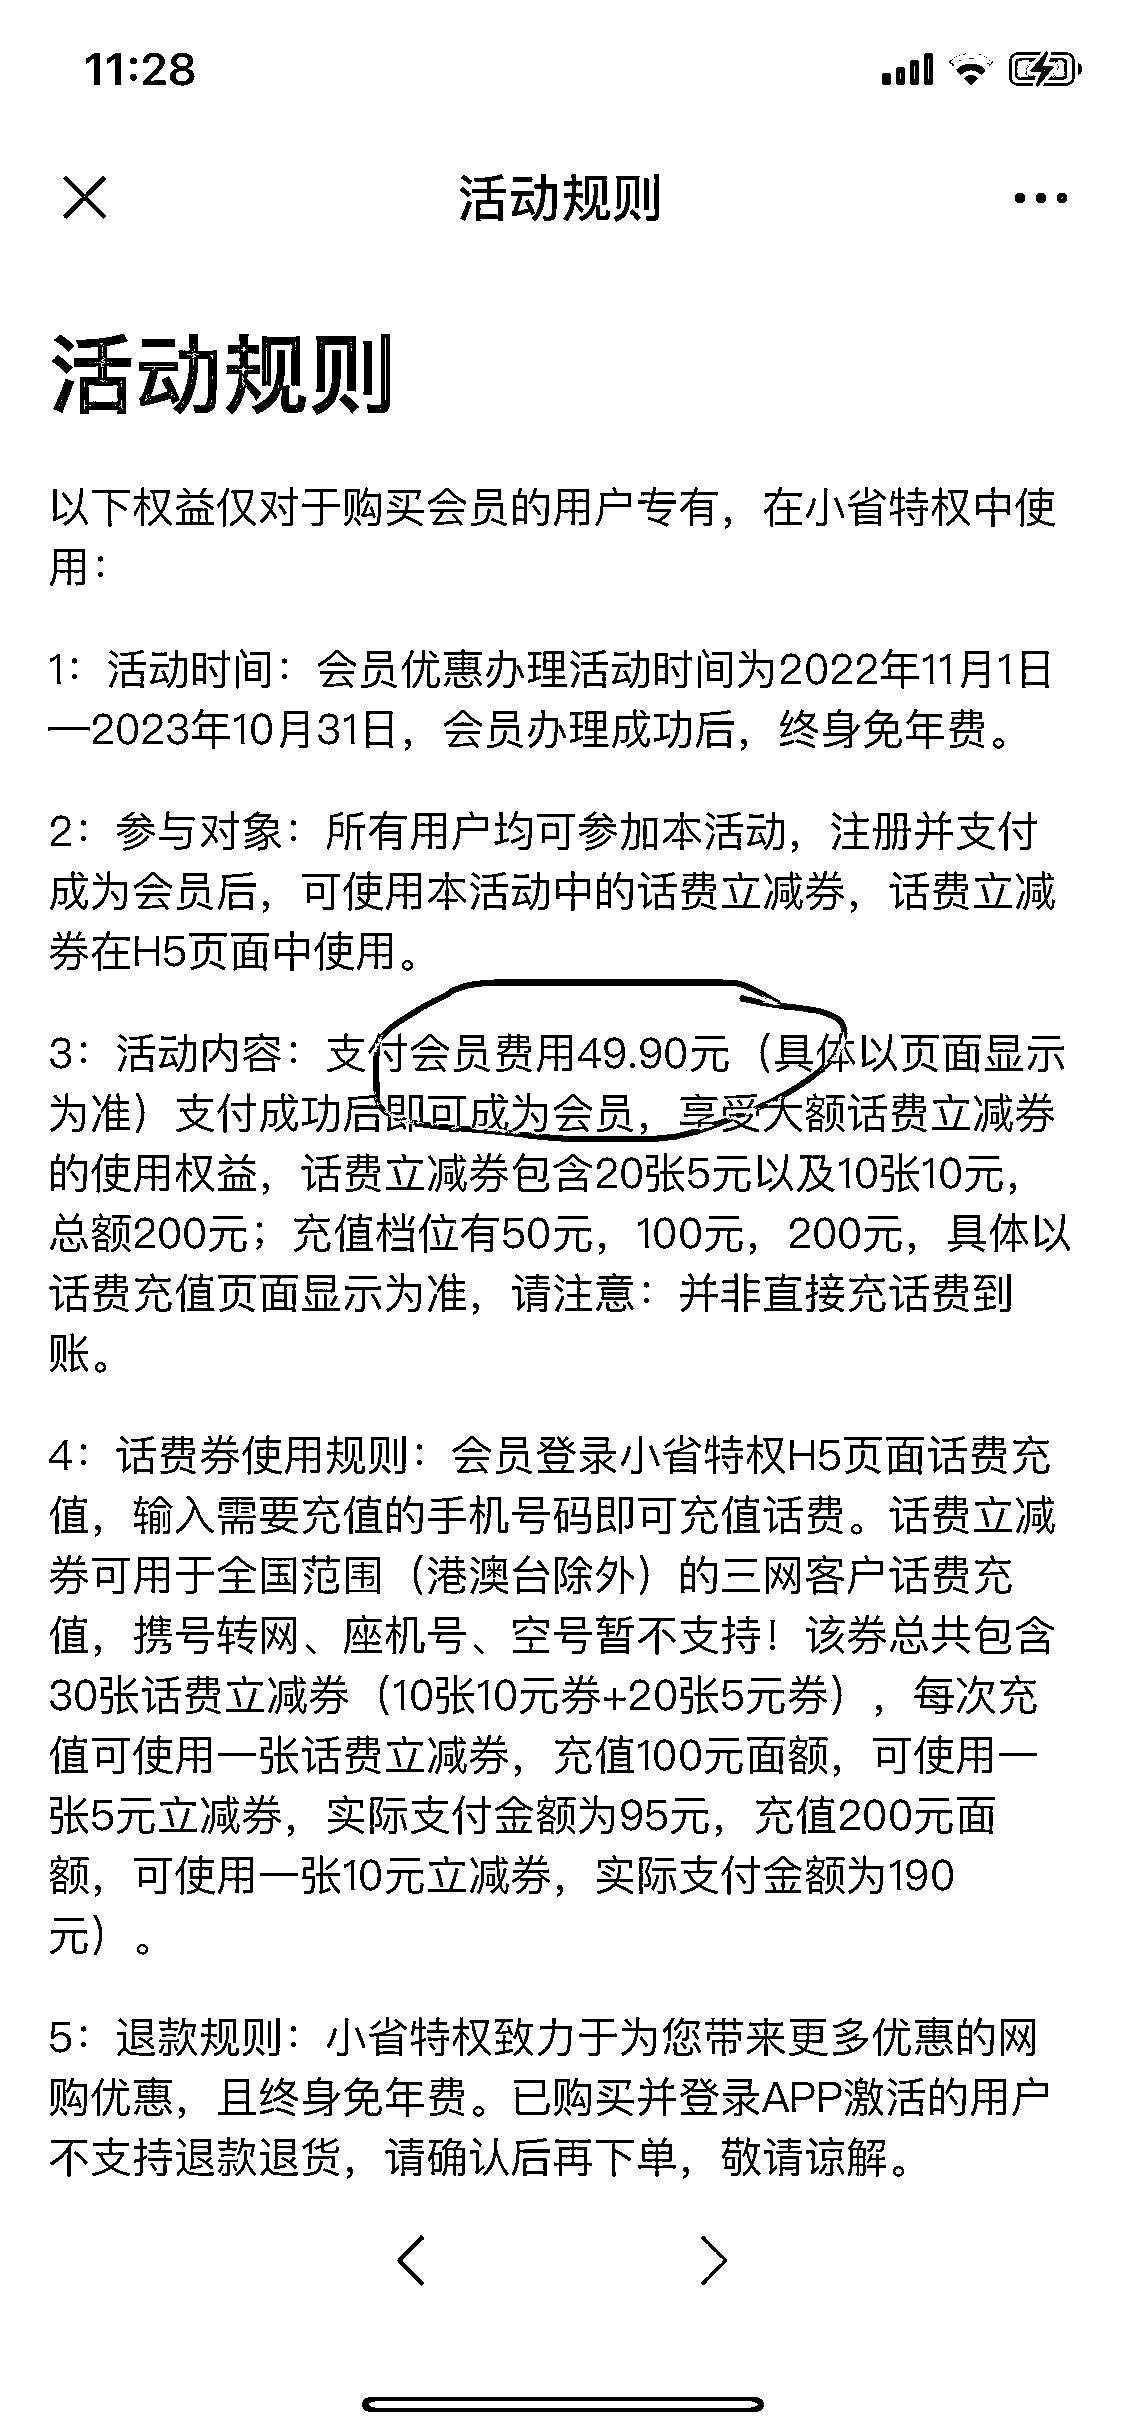 11:28
活动规则
活动规则
以下权益仅对于购买会员的用户专有，在小省特权中使
用：
1：活动时间：会员优惠办理活动时间为2022年11月1日
—2023年10月31日，会员办理成功后，终身免年费。
2：参与对象：所有用户均可参加本活动，注册并支付
成为会员后，可使用本活动中的话费立减券，话费立减
券在H5页面中使用。
3：活动内容：支付会员费用49.90元（具体以页面显示
为准）支付成功后即可成为会员，享受大额话费立减券
的使用权益，话费立减券包含20张5元以及10张10元，
总额200元；充值档位有50元，100元，200元，具体以
话费充值页面显示为准，请注意：并非直接充话费到
账。
4：话费券使用规则：会员登录小省特权H5页面话费充
值，输入需要充值的手机号码即可充值话费。话费立减
券可用于全国范围（港澳台除外）的三网客户话费充
值，携号转网、座机号、空号暂不支持！该券总共包含
30张话费立减券（10张10元券+20张5元券），每次充
值可使用一张话费立减券，充值100元面额，可使用一
张5元立减券，实际支付金额为95元，充值200元面
额，可使用一张10元立减券，实际支付金额为190
元）。
5：退款规则：小省特权致力于为您带来更多优惠的网
购优惠，且终身免年费。已购买并登录APP激活的用户
不支持退款退货，请确认后再下单，敬请谅解。